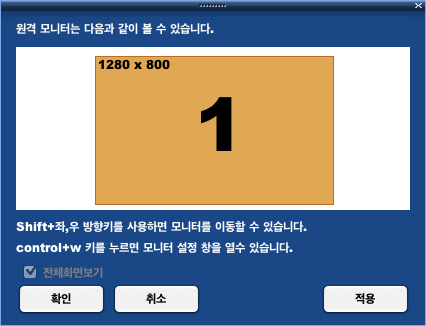 원격 모니터는 다음과 같이 볼 수 있습니다.
1280 x 800
1
Shift+좌,우 방향키를 사용하면 모니터를 이동할 수 있습니다.
control+w 키를 누르면 모니터 설정 창을 열수 있습니다.
전체화면보기
확인 취소 적용